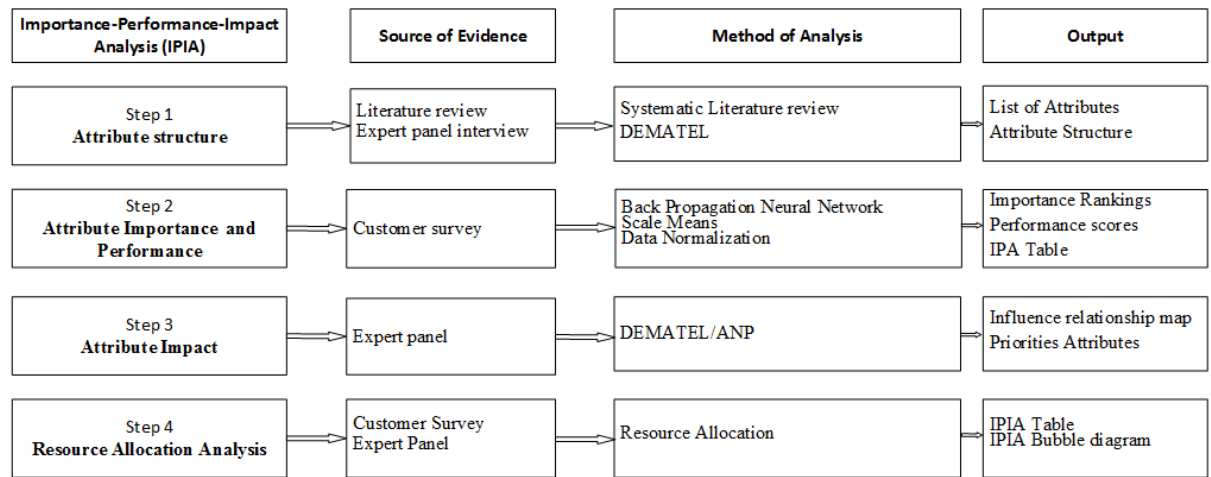 Importance-Performance-Impact
Analysis (IPIA)
Source of Evidence
Method of Analysis
Output
Step 1
Attribute structure
Literature review
Expert panel interview
Systematic Literature review
DEMATEL
List of Attributes
Attribute Structure
Step 2
Attribute Importance and
Performance
Customer survey
Back Propagation Neural Network
Scale Means
Data Normalization
Importance Rankings
Performance scores
IPA Table
Step 3
Attribute Impact
Expert panel
DEMATEL/ANP
Influence relationship map
Priorities Attributes
Step 4
Resource Allocation Analysis
Customer Survey
Expert Panel
Resource Allocation
IPIA Table
IPIA Bubble diagram